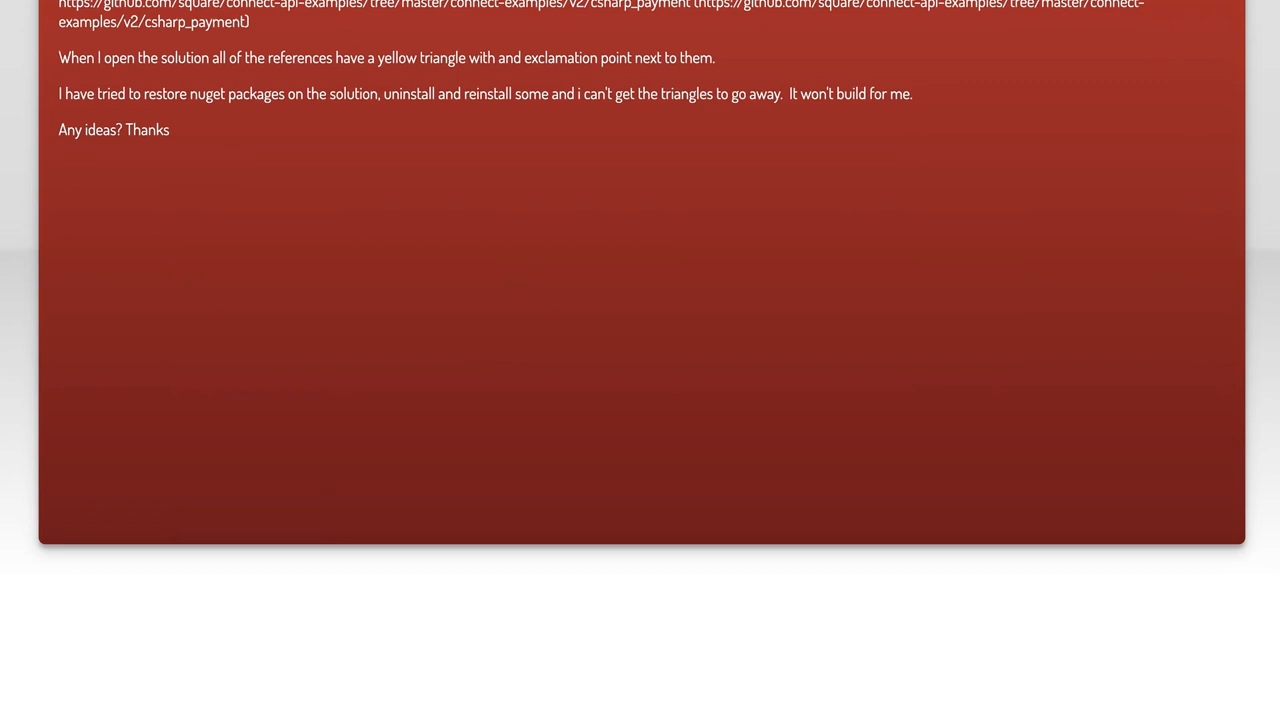 https://github.com/square/connect-api-examples/tree/master/connect-examples/v2/csharp_payment (https://github.com/square/connect-api-examples/tree/master/connect-
examples/v2/csharp_payment)
When I open the solution all of the references have a yellow triangle with and exclamation point next to them.
I have tried to restore nuget packages on the solution, uninstall and reinstall some and i can't get the triangles to go away.  It won't build for me.
Any ideas? Thanks